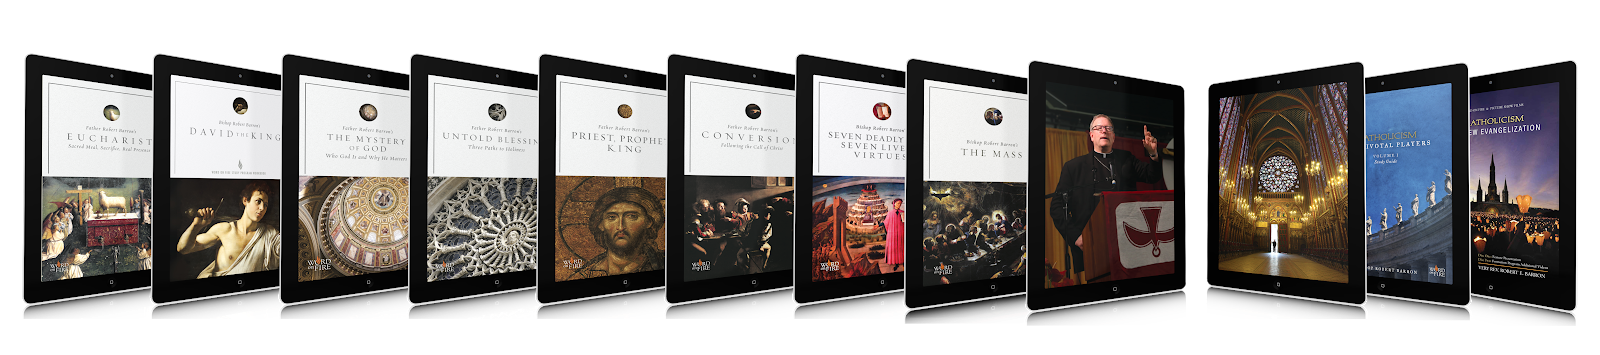 Father Robert Barron's
EUCHARIST
Sacred Meal, Sacrifice, Real Presence
Bishop Robert Barron's
DAVID THE KING
WORD ON FIRE
Father Robert Barron's
THE MYSTERY
OF GOD
Who God Is and Why He Matters
WORD ON FIRE
Father Robert Barron's
UNTOLD BLESSIN
Three Paths to Holiness
WORD ON FIRE
Father Robert Barron's
PRIEST, PROPHET
KING
WORD ON FIRE
Father Robert Barron's
CONVERSION
Following the Call of Christ
WORD ON FIRE
Bishop Robert Barron's
SEVEN DEADLY
SEVEN LIVE
VIRTUES
WORD ON FIRE
Bishop Robert Barron's
THE MASS
WORD ON FIRE
ATHOLICISM
PIVOTAL PLAYERS
VOLUME I
Study Guide
OP ROBERT BARRON
WORD ON FIRE
ATHOLICISM
EW EVANGELIZATION
VERY REV. ROBERT E. BARRON